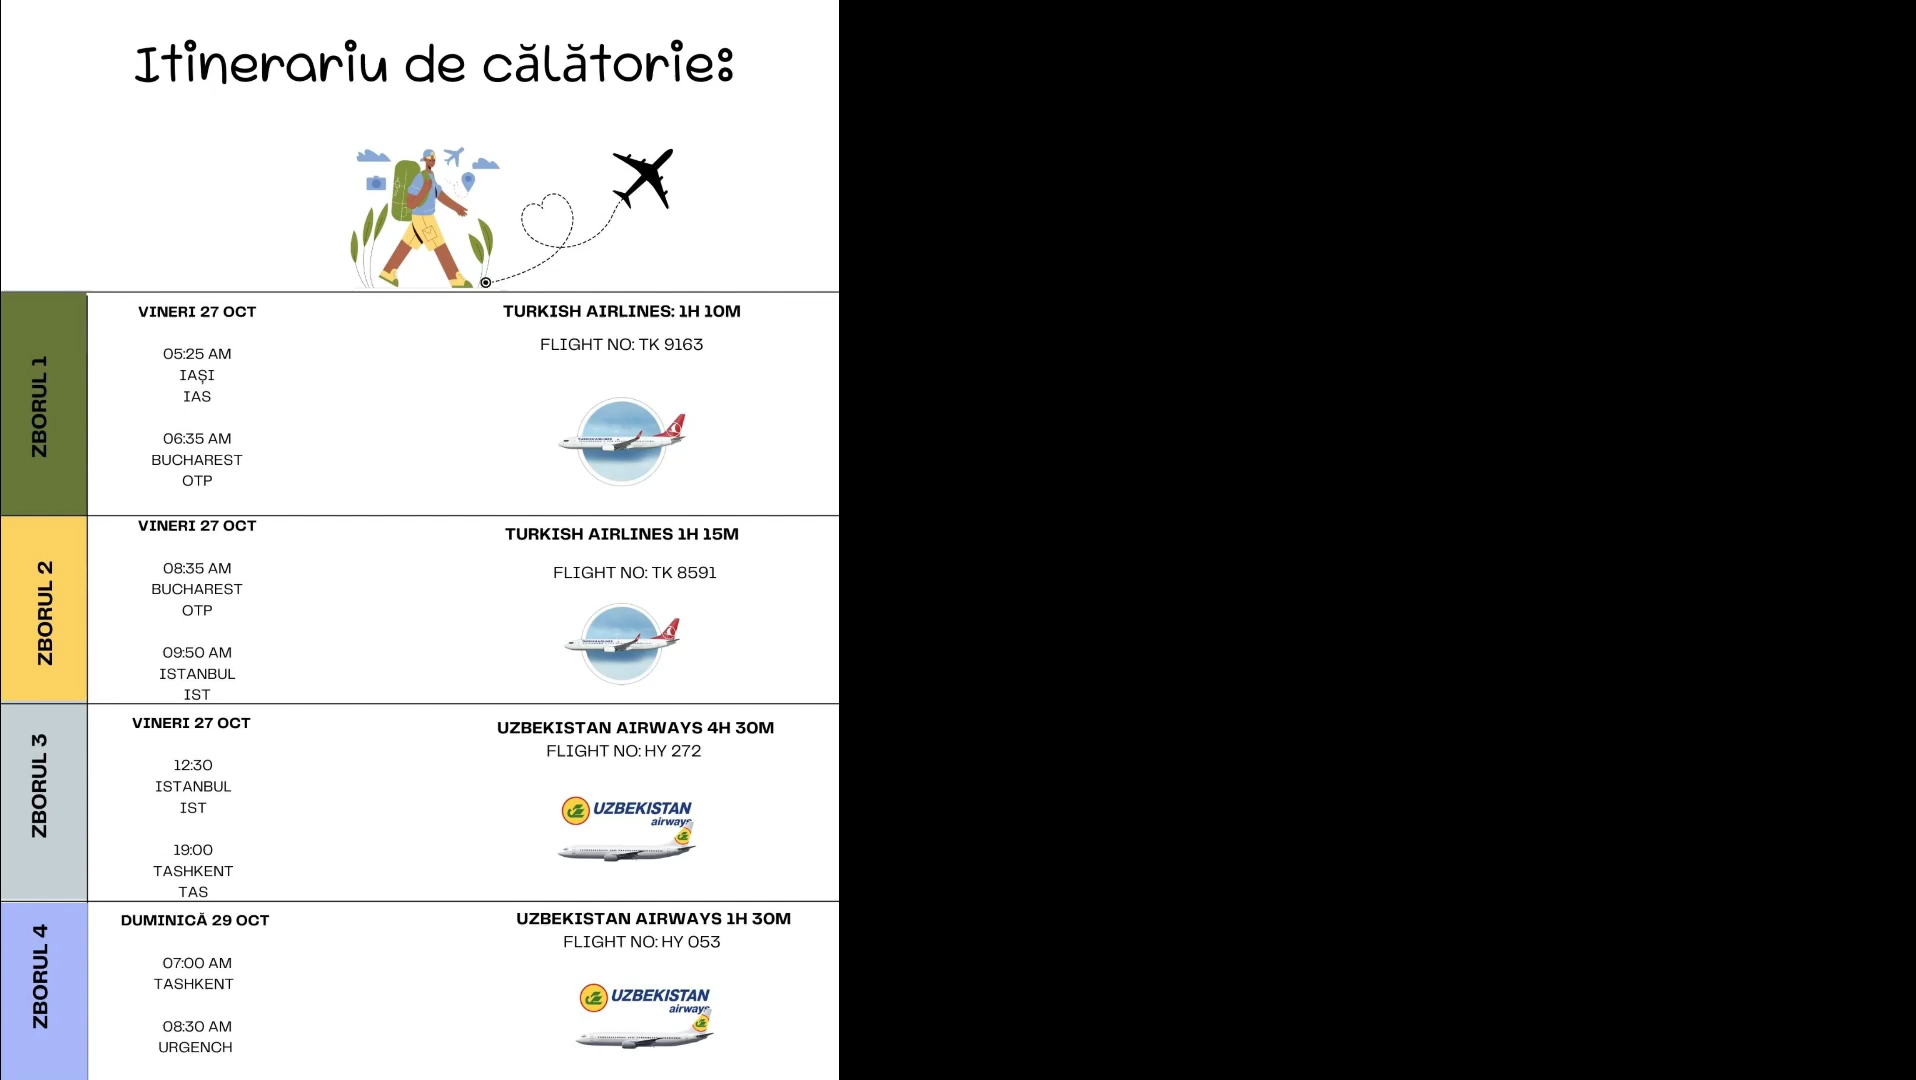 Itinerariu de călătorie:
ZBORUL 1
VINERI 27 OCT
05:25 AM
IAȘI
IAS
06:35 AM
BUCHAREST
OTP
TURKISH AIRLINES: 1H 10M
FLIGHT NO: TK 9163
ZBORUL 2
VINERI 27 OCT
08:35 AM
BUCHAREST
OTP
09:50 AM
ISTANBUL
IST
TURKISH AIRLINES 1H 15M
FLIGHT NO: TK 8591
ZBORUL 3
VINERI 27 OCT
12:30
ISTANBUL
IST
19:00
TASHKENT
TAS
UZBEKISTAN AIRWAYS 4H 30M
FLIGHT NO: HY 272
UZBEKISTAN
airways
ZBORUL 4
DUMINICĂ 29 OCT
07:00 AM
TASHKENT
08:30 AM
URGENCH
UZBEKISTAN AIRWAYS 1H 30M
FLIGHT NO: HY 053
UZBEKISTAN
airways